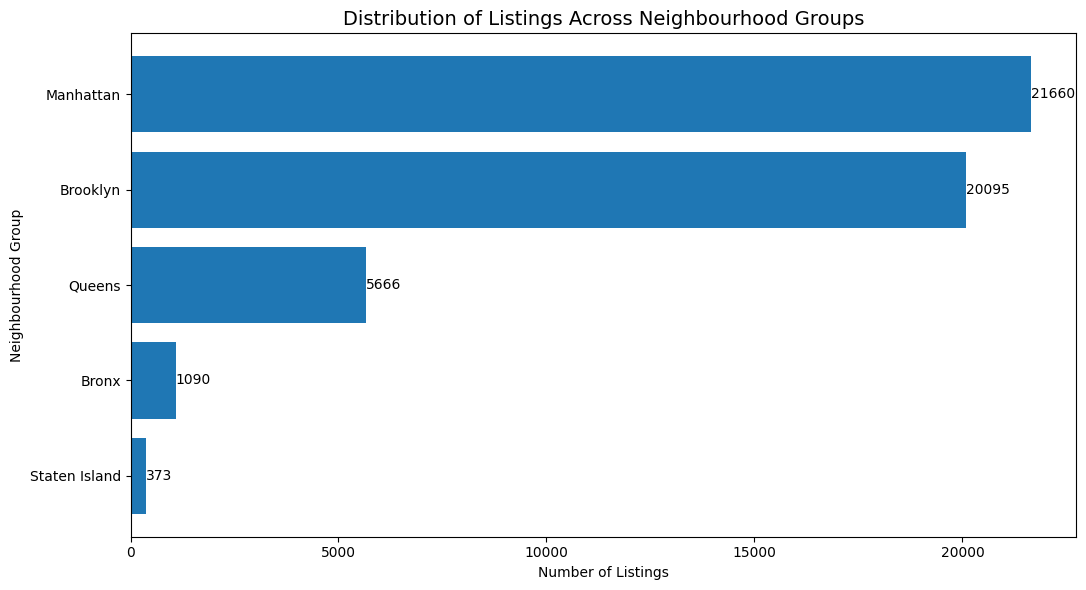 Distribution of Listings Across Neighbourhood Groups
Neighbourhood Group
Manhattan
21660
Brooklyn
20095
Queens
5666
Bronx
1090
Staten Island
373
0 5000 10000 15000 20000
Number of Listings